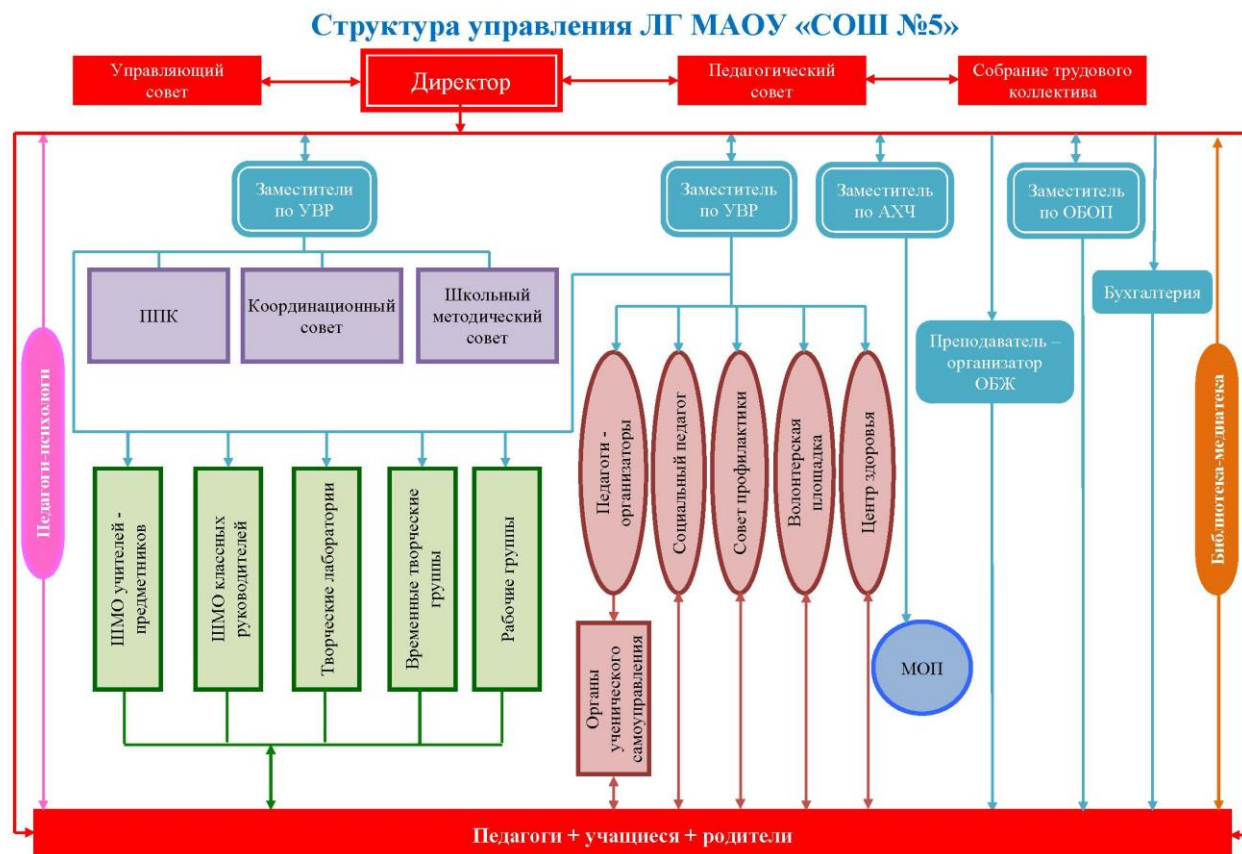 Структура управления ЛГ МАОУ «СОШ №5»
Управляющий
совет
Директор
Педагогический
совет
Собрание трудового
коллектива
Заместители
по УВР
Заместитель
по УВР
Заместитель
по АХЧ
Заместитель
по ОБОП
ППК
Координационный
совет
Школьный
методический
совет
Бухгалтерия
Преподаватель –
организатор
ОБЖ
Педагоги-психологи
Библиотека-медиатека
Педагоги -
организаторы
Социальный педагог
Совет профилактики
Волонтерская
площадка
Центр здоровья
ШМО учителей -
предметников
ШМО классных
руководителей
Творческие лаборатории
Временные творческие
группы
Рабочие группы
Органы
ученического
самоуправления
МОП
Педагоги + учащиеся + родители